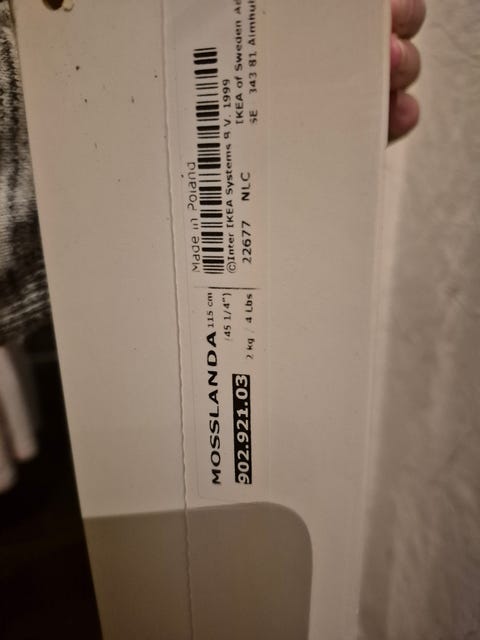 MOSSLANDA 115 cm
(45 1/4")
902.921.03
2 kg / 4 Lbs
Made in Poland
©Inter IKEA Systems B.V. 1999
22677 NLC
IKEA of Sweden
SE 343 81